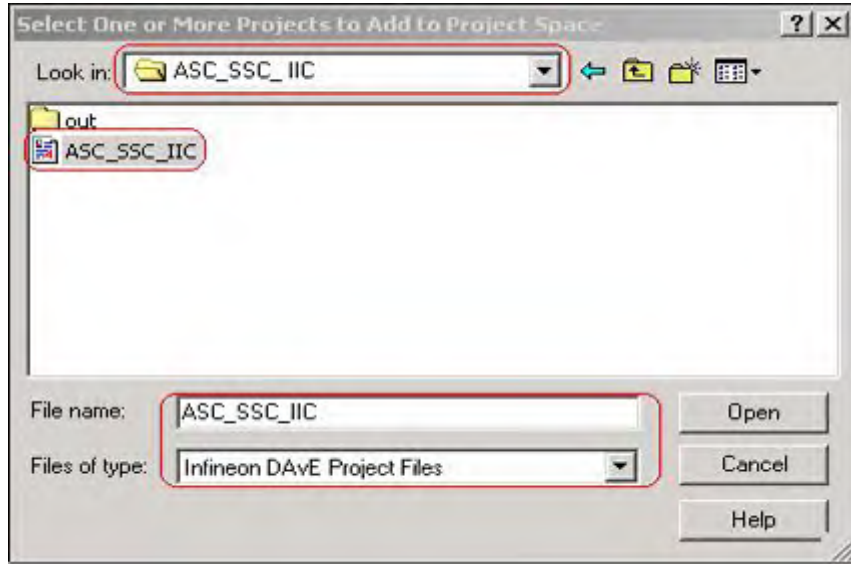 Select One or More Projects to Add to Project Space
Look in: ASC_SSC_ IIC
out
ASC_SSC_IIC
File name: ASC_SSC_IIC Open
Files of type: Infineon DAvE Project Files Cancel
Help